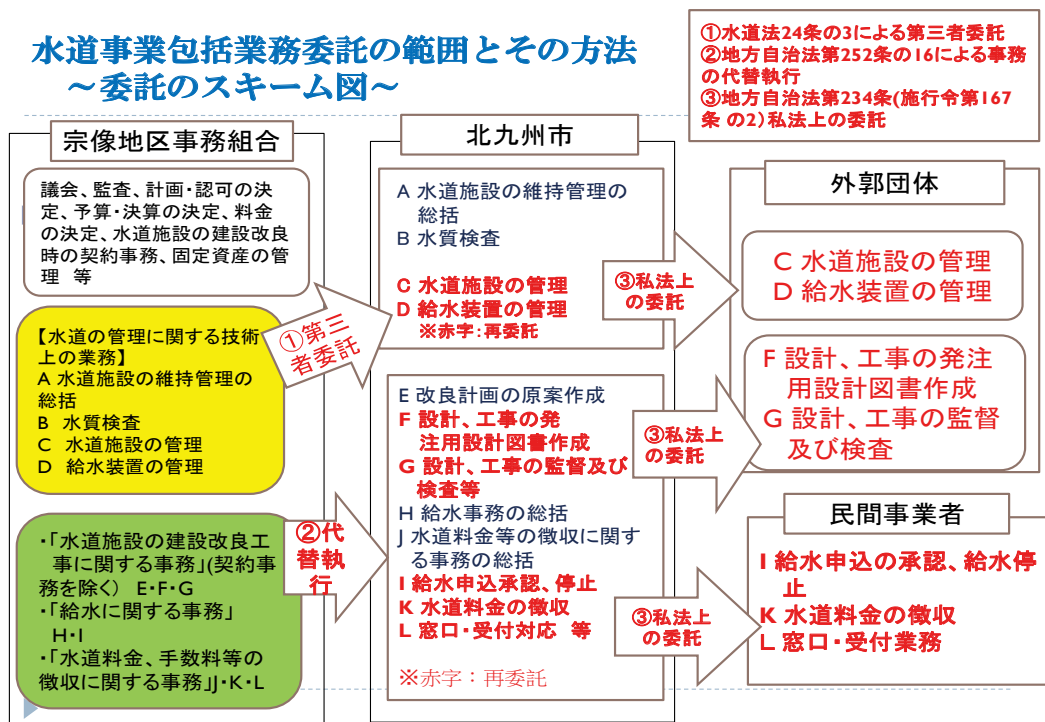 水道事業包括業務委託の範囲とその方法
～委託のスキーム図～
①水道法24条の3による第三者委託
②地方自治法第252条の16による事務
の代替執行
③地方自治法第234条(施行令第167
条 の2)私法上の委託
宗像地区事務組合
議会、監査、計画・認可の決
定、予算・決算の決定、料金
の決定、水道施設の建設改良
時の契約事務、固定資産の管
理 等
【水道の管理に関する技術
上の業務】
A 水道施設の維持管理の
総括
B 水質検査
C 水道施設の管理
D 給水装置の管理
・「水道施設の建設改良工
事に関する事務」(契約事
務を除く) E・F・G
・「給水に関する事務」
H・I
・「水道料金、手数料等の
徴収に関する事務」J・K・L
①第三
者委託
②代
替執
行
北九州市
A 水道施設の維持管理の
総括
B 水質検査
C 水道施設の管理
D 給水装置の管理
※赤字:再委託
E 改良計画の原案作成
F 設計、工事の発
注用設計図書作成
G 設計、工事の監督及び
検査等
H 給水事務の総括
J 水道料金等の徴収に関す
る事務の総括
I 給水申込承認、停止
K 水道料金の徴収
L 窓口・受付対応 等
※赤字：再委託
③私法上
の委託
③私法上
の委託
③私法上
の委託
外郭団体
C 水道施設の管理
D 給水装置の管理
F 設計、工事の発注
用設計図書作成
G 設計、工事の監督
及び検査
民間事業者
I 給水申込の承認、給水停
止
K 水道料金の徴収
L 窓口・受付業務